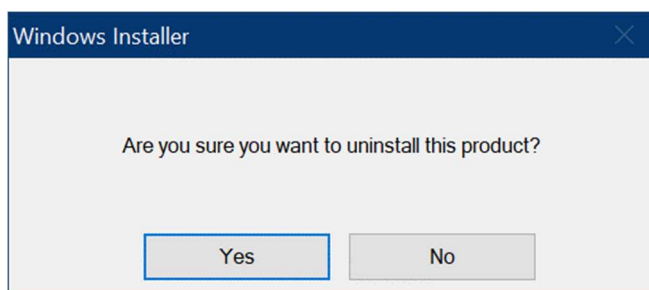 Windows Installer
Are you sure you want to uninstall this product?
Yes
No